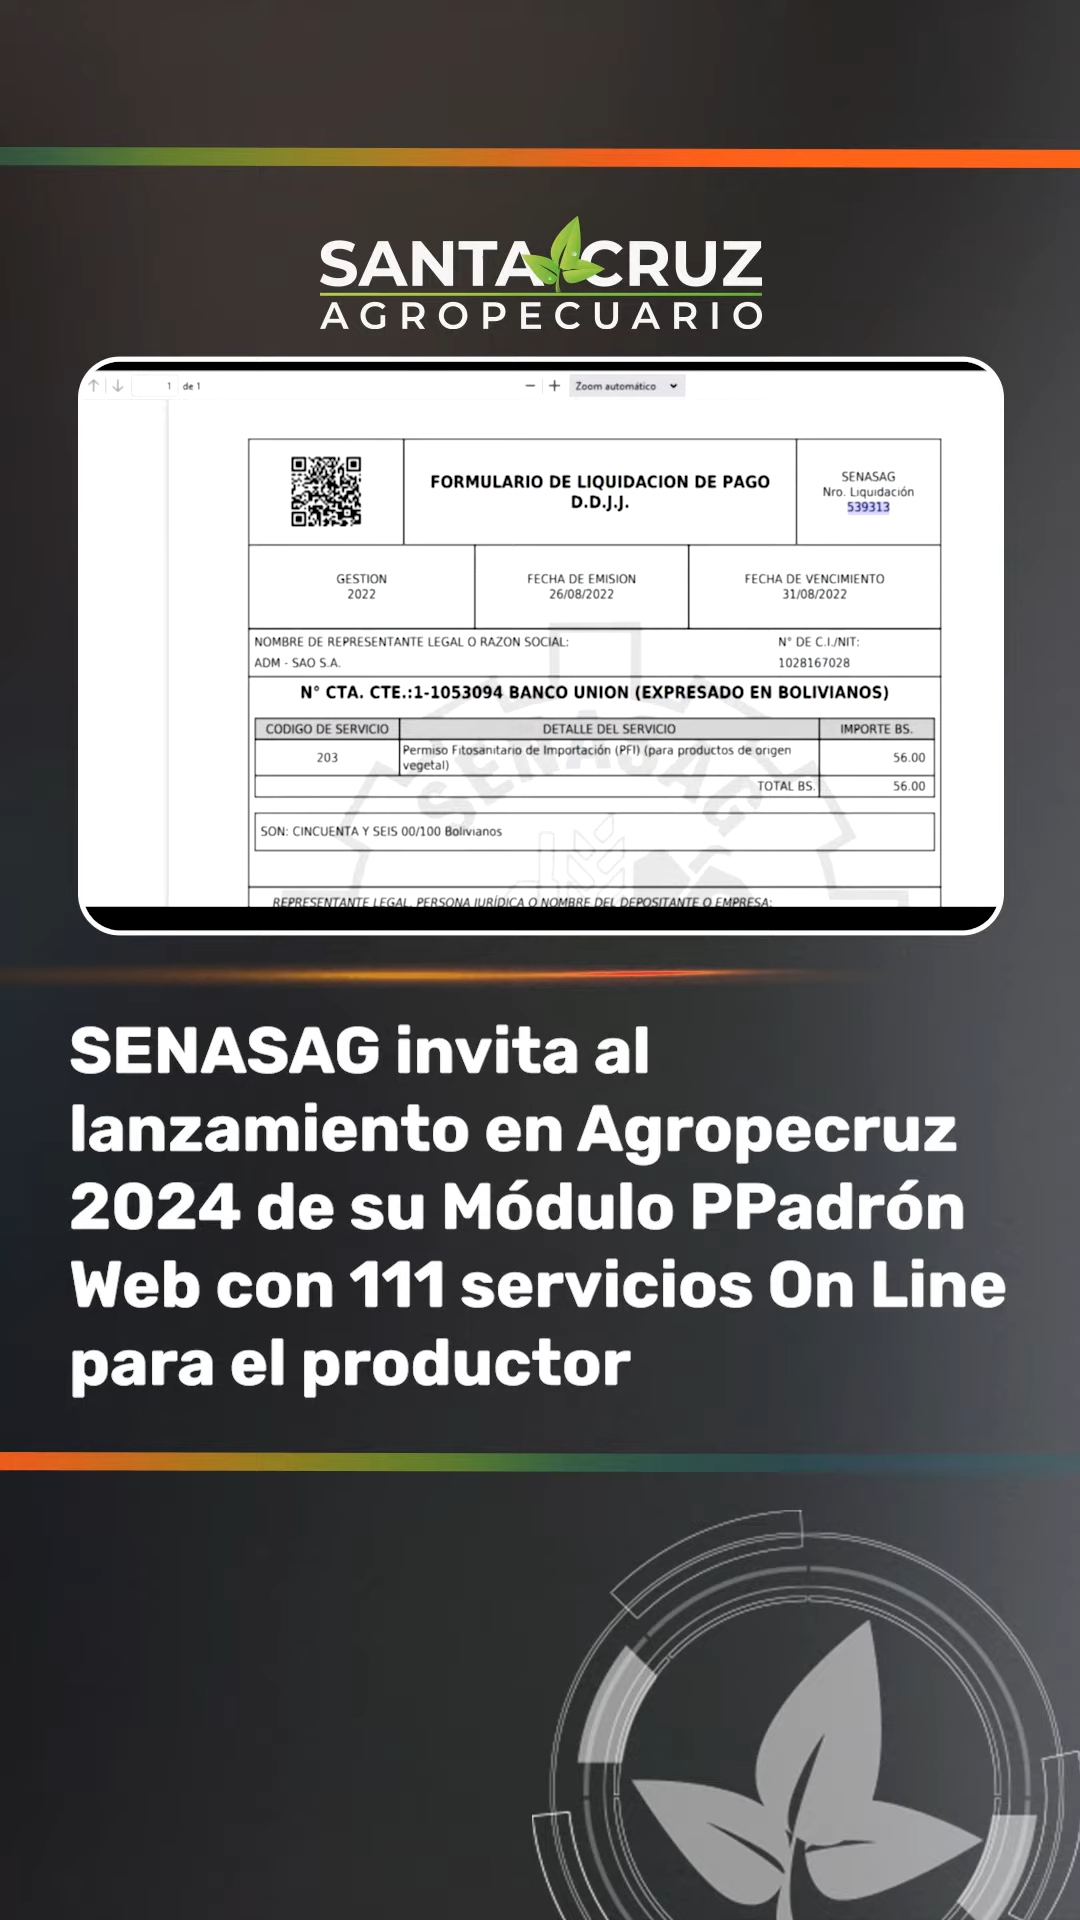 SANTA CRUZ
AGROPECUARIO
1 de 1
Zoom automático
FORMULARIO DE LIQUIDACION DE PAGO
D.D.J.J.
SENASAG
Nro. Liquidación
539313
GESTION
2022
FECHA DE EMISION
26/08/2022
FECHA DE VENCIMIENTO
31/08/2022
NOMBRE DE REPRESENTANTE LEGAL O RAZON SOCIAL:
N° DE C.I./NIT:
ADM - SAO S.A.
1028167028
N° CTA. CTE.:1-1053094 BANCO UNION (EXPRESADO EN BOLIVIANOS)
CODIGO DE SERVICIO
DETALLE DEL SERVICIO
IMPORTE BS.
203
Permiso Fitosanitario de Importación (PFI) (para productos de origen
vegetal)
56.00
TOTAL BS.
56.00
SENASAG
SON: CINCUENTA Y SEIS 00/100 Bolivianos
REPRESENTANTE LEGAL, PERSONA JURÍDICA O NOMBRE DEL DEPOSITANTE O EMPRESA:
SENASAG invita al
lanzamiento en Agropecruz
2024 de su Módulo PPadrón
Web con 111 servicios On Line
para el productor